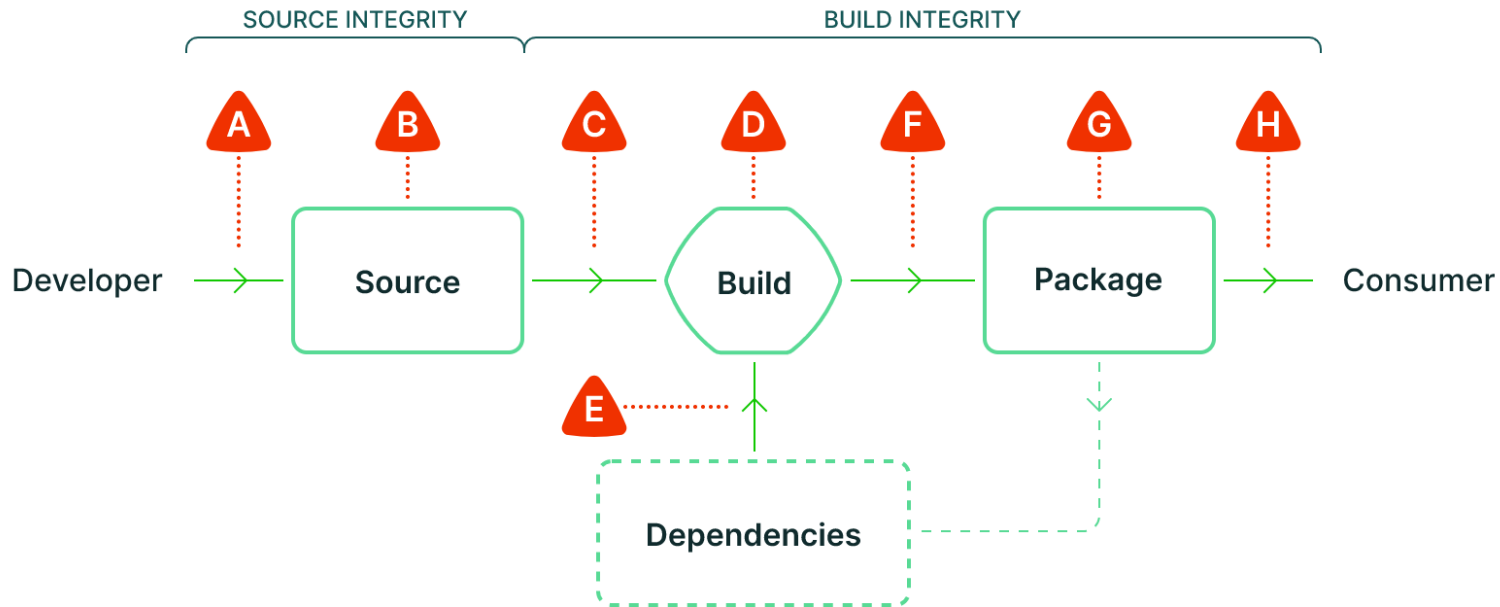 SOURCE INTEGRITY
BUILD INTEGRITY
A
B
C
D
F
G
H
Developer
Source
Build
Package
Consumer
E
Dependencies